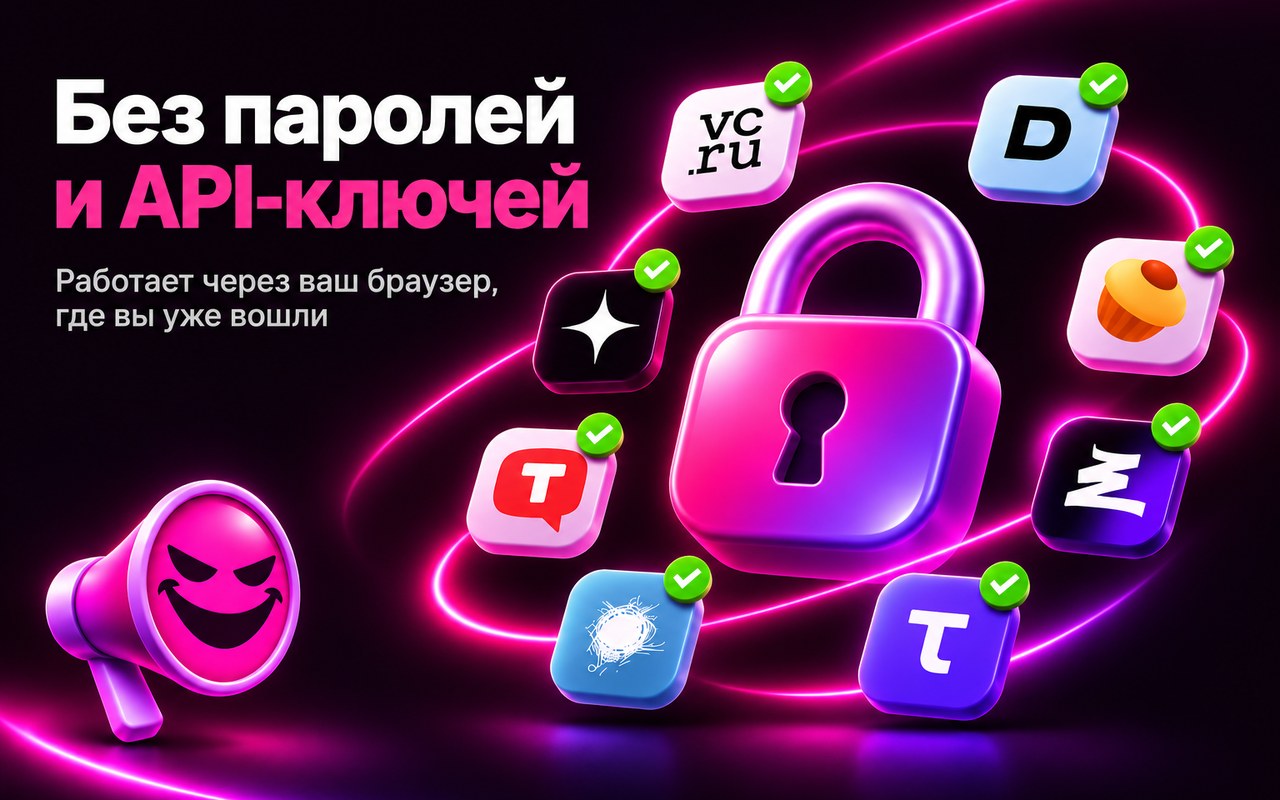 Без паролей
и API-ключей
Работает через ваш браузер,
где вы уже вошли
vc
.ru
D
T
τ